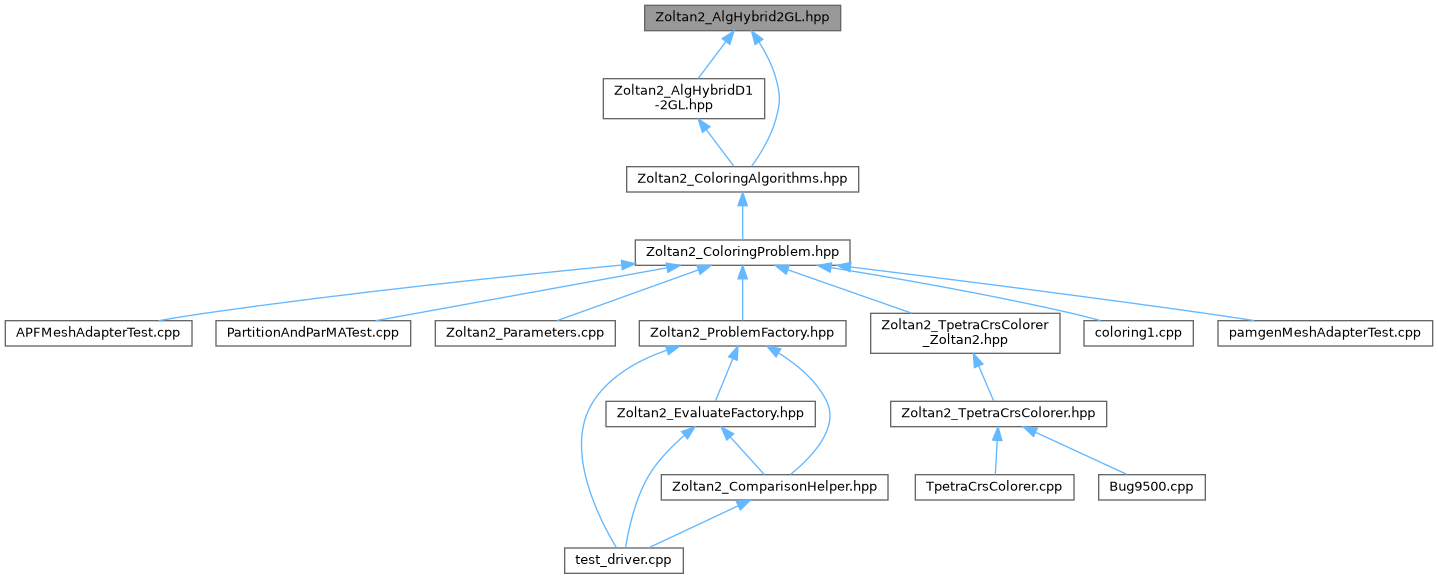 Zoltan2_AlgHybrid2GL.hpp
Zoltan2_AlgHybridD1
-2GL.hpp
Zoltan2_ColoringAlgorithms.hpp
Zoltan2_ColoringProblem.hpp
APFMeshAdapterTest.cpp
PartitionAndParMATest.cpp
Zoltan2_Parameters.cpp
Zoltan2_ProblemFactory.hpp
Zoltan2_TpetraCrsColorer
_Zoltan2.hpp
coloring1.cpp
pamgenMeshAdapterTest.cpp
Zoltan2_EvaluateFactory.hpp
Zoltan2_TpetraCrsColorer.hpp
Zoltan2_ComparisonHelper.hpp
TpetraCrsColorer.cpp
Bug9500.cpp
test_driver.cpp